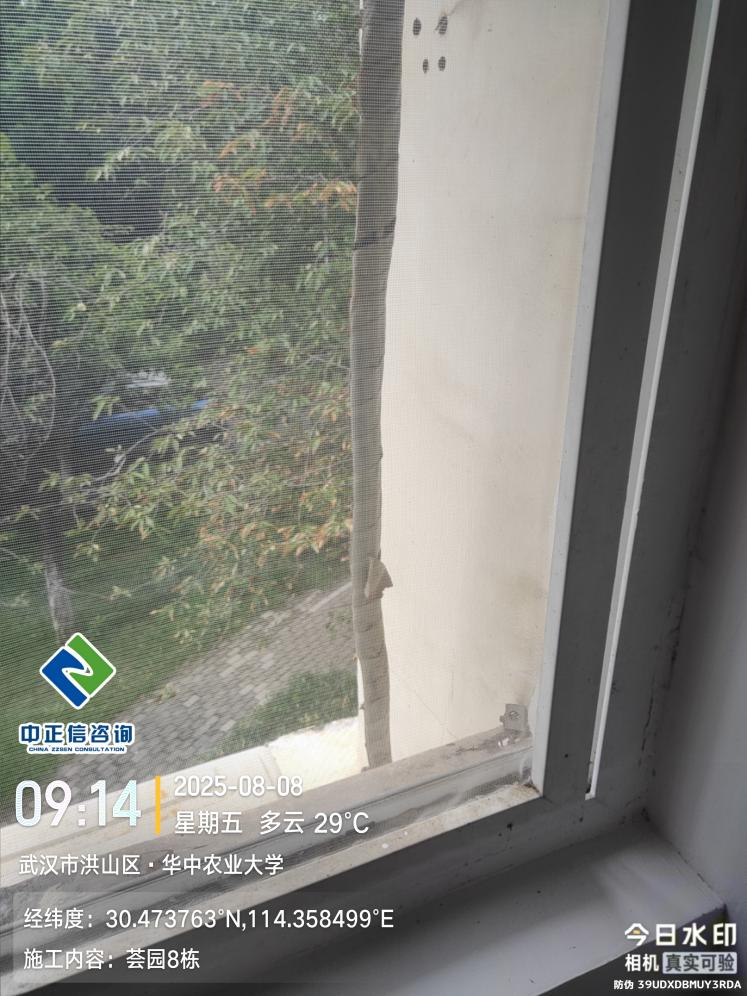 中正信咨询
CHINA ZZSEN CONSULTATION
09:14
2025-08-08
星期五 多云 29°C
武汉市洪山区·华中农业大学
经纬度：30.473763°N,114.358499°E
施工内容：荟园8栋
今日水印
相机 真实可验
防伪 39UDXDBMUY3RDA